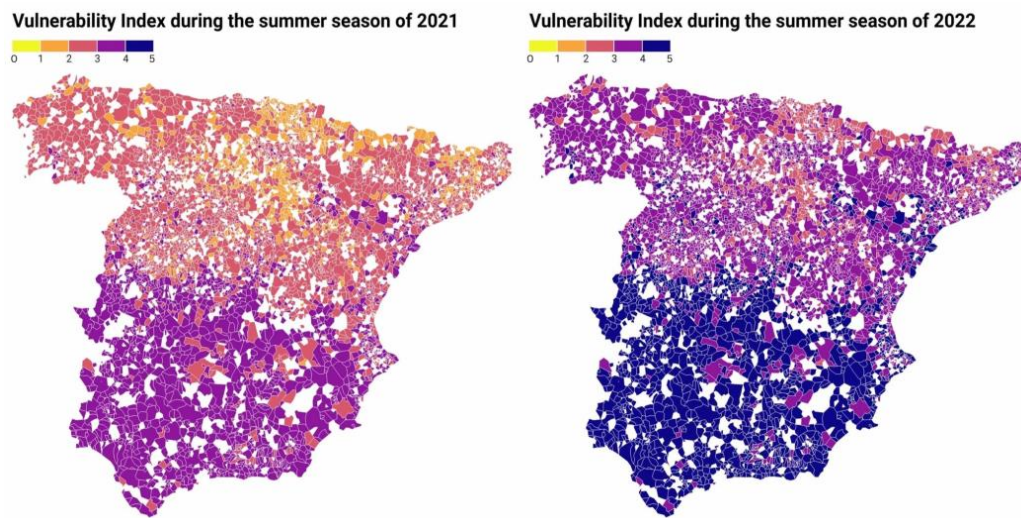 Vulnerability Index during the summer season of 2021
0 1 2 3 4 5
Vulnerability Index during the summer season of 2022
0 1 2 3 4 5